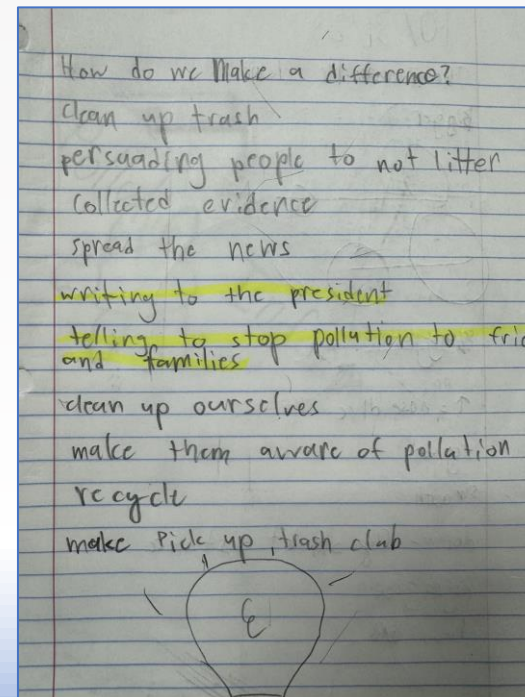 How do we Make a difference?
clean up trash
persuading people to not litter
Collected evidence
spread the news
writing to the president
telling to stop pollution to
and families
clean up ourselves
make them aware of pollation
recycle
make Pick up trash club